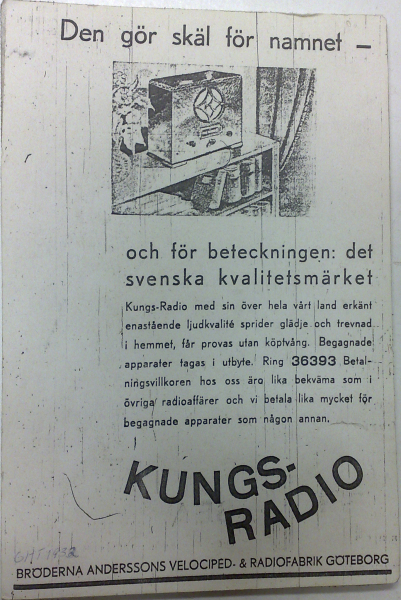 Den gör skäl för namnet —
och för beteckningen: det
svenska kvalitetsmärket
Kungs-Radio med sin över hela vårt land erkänt
enastående ljudkvalité sprider glädje och trevnad
i hemmet, får provas utan köptvång. Begagnade
apparater tagas i utbyte. Ring 36393 Betal-
ningsvillkoren hos oss äro lika bekväma som i
övriga radioaffärer och vi betala lika mycket för
begagnade apparater som någon annan.
KUNGS-
RADIO
GHT 1932
BRÖDERNA ANDERSSONS VELOCIPED- & RADIOFABRIK GÖTEBORG